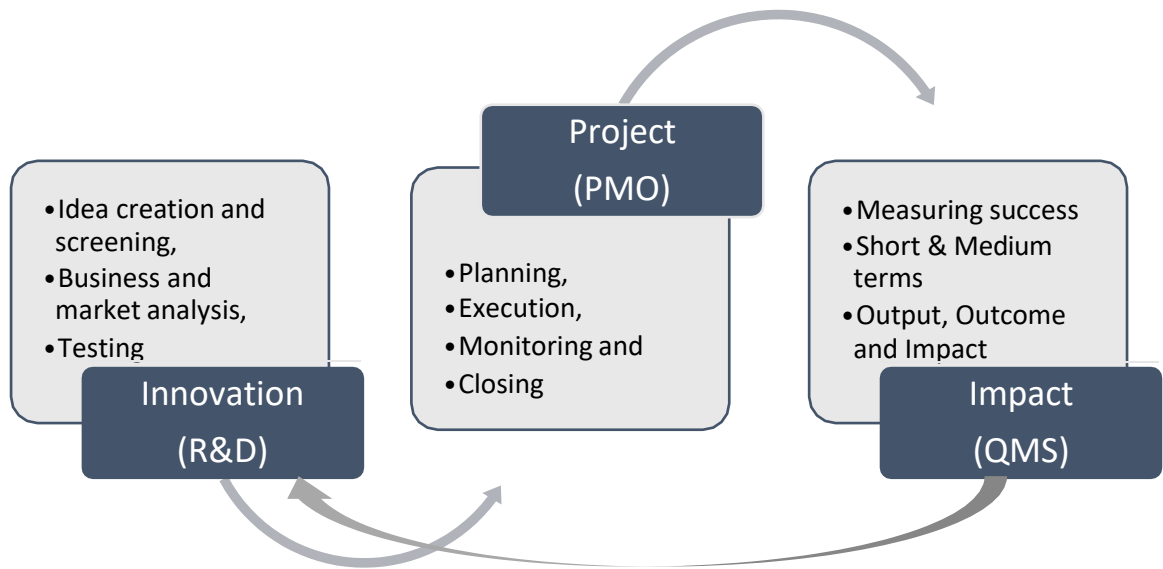 •Idea creation and
screening,
•Business and
market analysis,
•Testing
Innovation
(R&D)
Project
(PMO)
•Planning,
•Execution,
•Monitoring and
•Closing
•Measuring success
•Short & Medium
terms
•Output, Outcome
and Impact
Impact
(QMS)